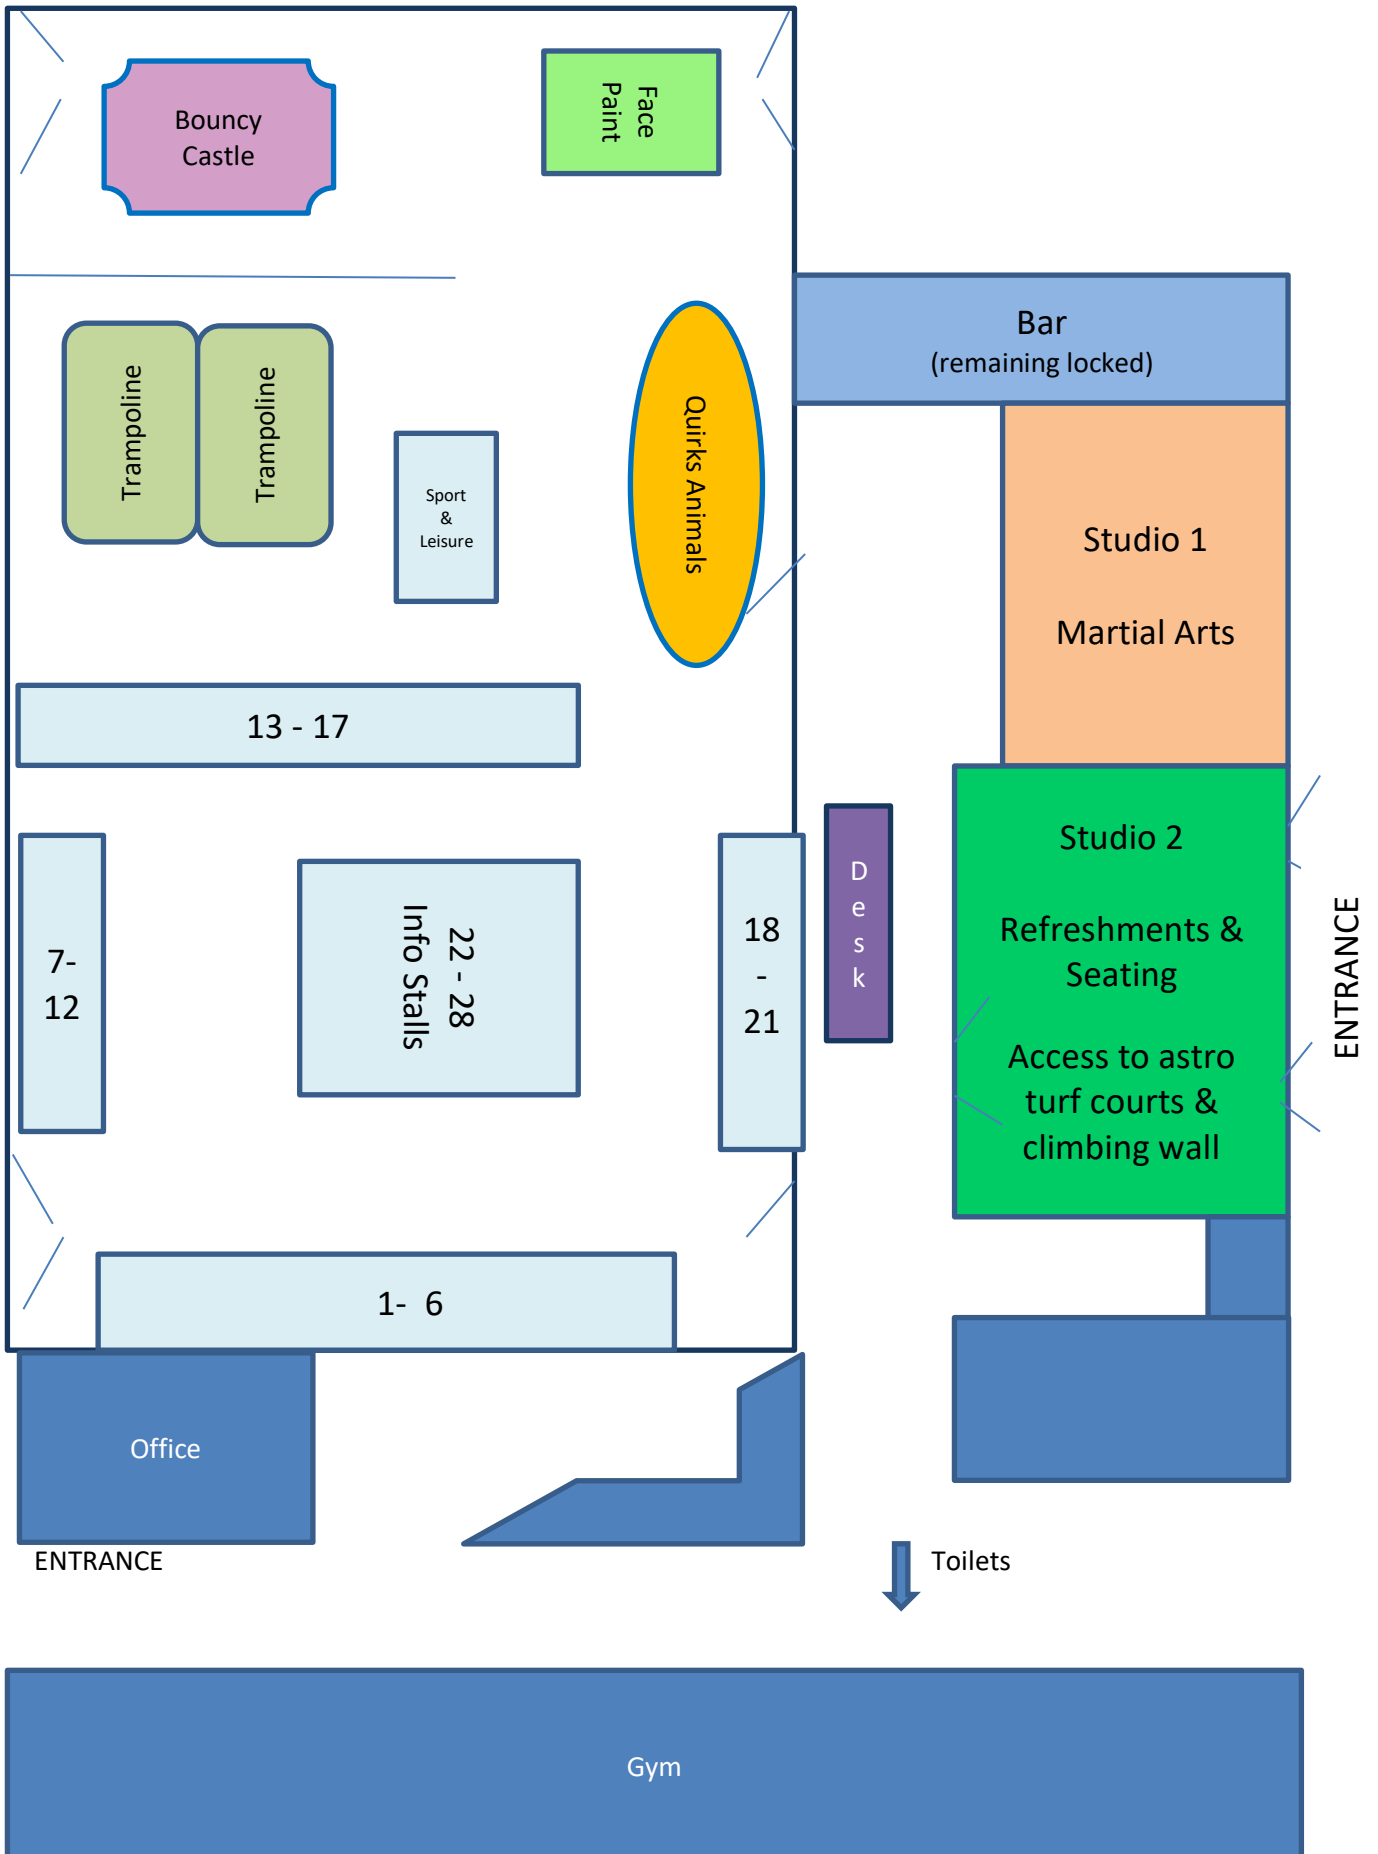 Bouncy
Castle
Face
Paint
Bar
(remaining locked)
Trampoline
Trampoline
Sport
&
Leisure
Quirks Animals
Studio 1
Martial Arts
13 - 17
7-
12
22 - 28
Info Stalls
18
-
21
D
e
s
k
Studio 2
Refreshments &
Seating
Access to astro
turf courts &
climbing wall
ENTRANCE
1-  6
Office
ENTRANCE
Toilets
Gym